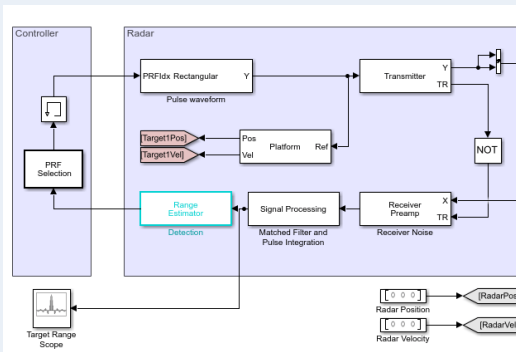 Controller
Radar
PRFIdx Rectangular Y
Pulse waveform
Transmitter
Y
TR
[Target1Pos]
[Target1Vel]
Pos
Vel
Platform
Ref
NOT
PRF
Selection
Range
Estimator
Detection
Signal Processing
Matched Filter and
Pulse Integration
Receiver
Preamp
X
TR
Receiver Noise
Target Range
Scope
[ 0 0 0 ]
Radar Position
[RadarPos
[ 0 0 0 ]
Radar Velocity
[RadarVel